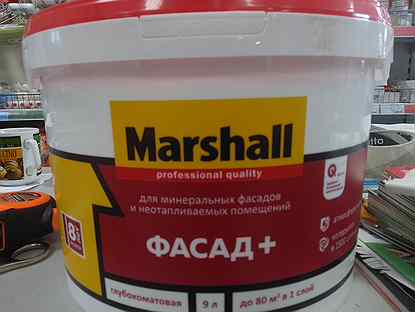 Marshall
professional quality
для минеральных фасадов
и неотапливаемых помещений
ФАСАД+
глубокоматовая
9 л
до 80 м² в 1 слой